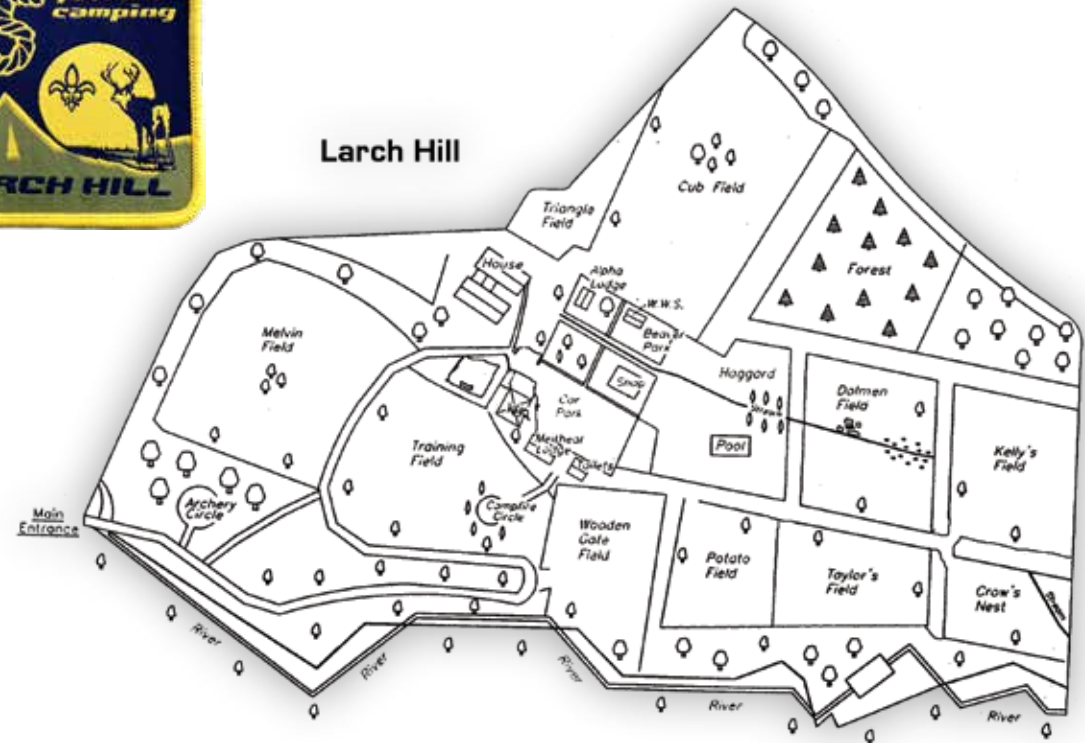 camping
RCH HILL
Larch Hill
Cub Field
Triangle
Field
House
Alpha
Lodge
W.W.S.
Beaver
Park
Forest
Melvin
Field
Haggard
Dolmen
Field
Shop
Car
Park
Stream
Kelly's
Field
Training
Field
Meitheal
Lodge
Toilets
Pool
Archery
Circle
Campfire
Circle
Main
Entrance
Wooden
Gate
Field
Potato
Field
Taylor's
Field
Crow's
Nest
Stream
River
River
River
River
River